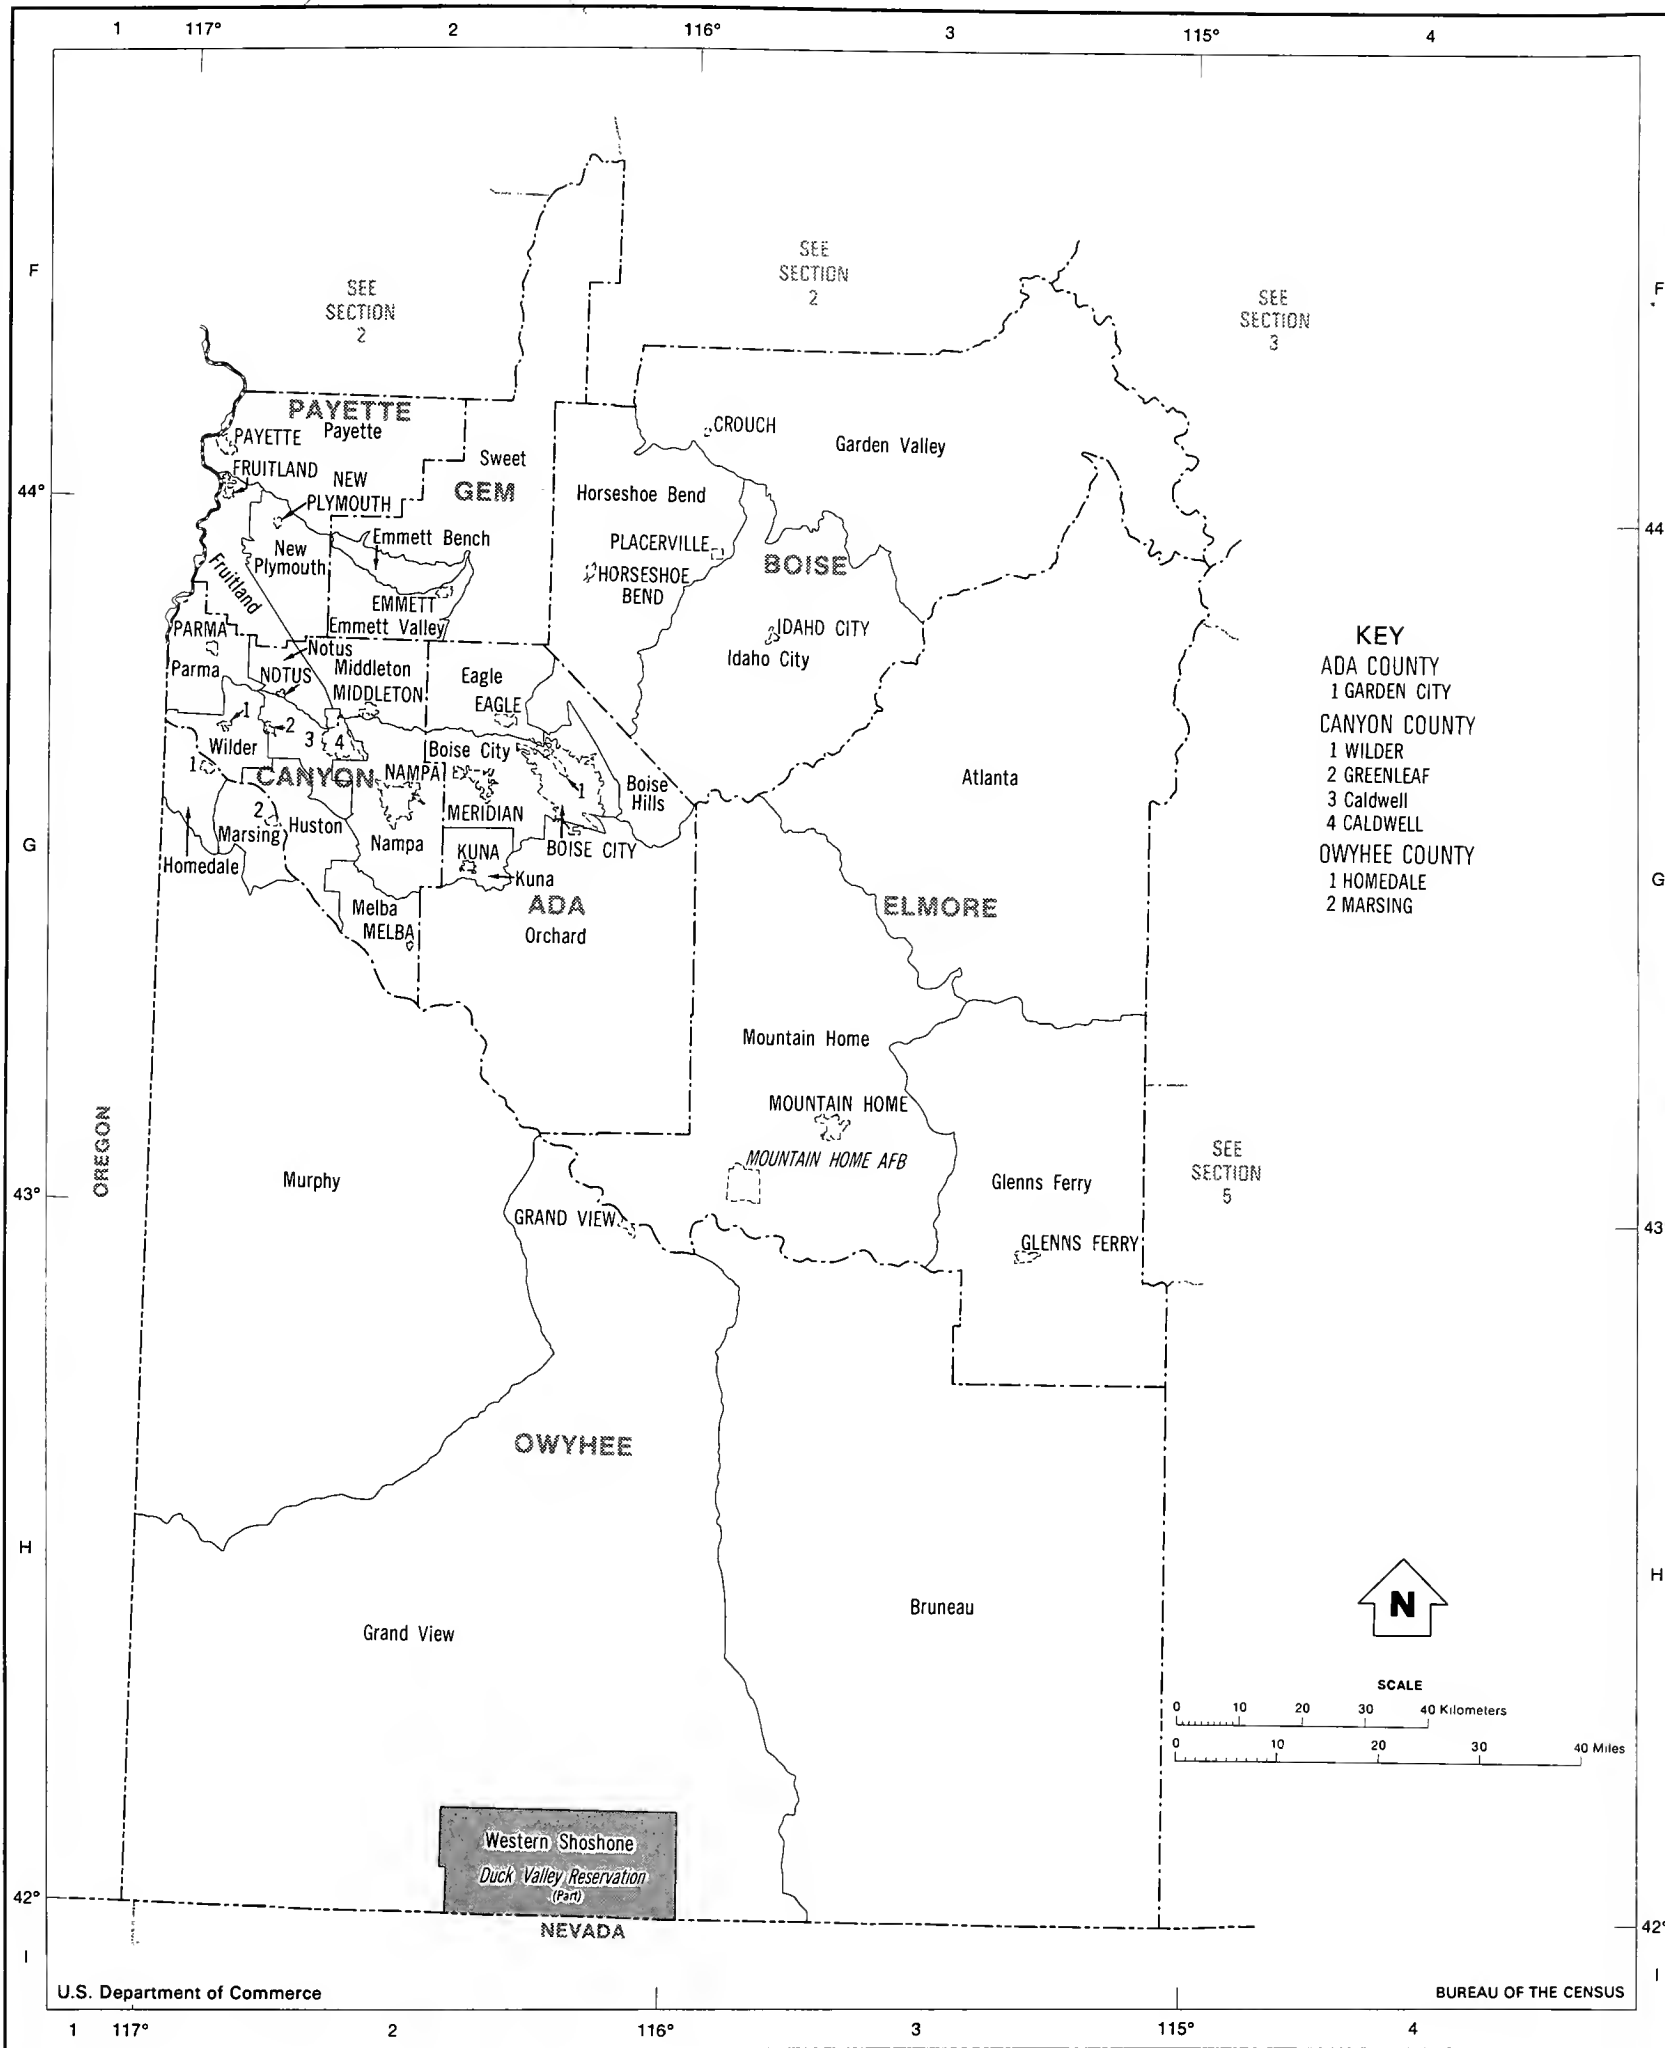 1 117° 2 116° 3 115° 4
F
F
SEE
SECTION
2
SEE
SECTION
2
SEE
SECTION
3
PAYETTE
Payette
PAYETTE
CROUCH
Garden Valley
Sweet
FRUITLAND
NEW
PLYMOUTH
GEM
Horseshoe Bend
44°
44
Emmett Bench
New
Plymouth
PLACERVILLE
BOISE
HORSESHOE
BEND
Fruitland
EMMETT
Emmett Valley
PARMA
IDAHO CITY
Idaho City
Notus
Parma
NOTUS
Middleton
MIDDLETON
Eagle
EAGLE
1
2
3
4
Wilder
Boise City
1
CANYON
NAMPA
Boise
Hills
Atlanta
1
2
MERIDIAN
Marsing
Huston
Nampa
BOISE CITY
G
G
Homedale
KUNA
Kuna
Melba
MELBA
ADA
Orchard
ELMORE
KEY
ADA COUNTY
1 GARDEN CITY
CANYON COUNTY
1 WILDER
2 GREENLEAF
3 Caldwell
4 CALDWELL
OWYHEE COUNTY
1 HOMEDALE
2 MARSING
Mountain Home
MOUNTAIN HOME
MOUNTAIN HOME AFB
OREGON
SEE
SECTION
5
Murphy
Glenns Ferry
43°
43
GRAND VIEW
GLENNS FERRY
OWYHEE
H
H
Grand View
Bruneau
N
SCALE
0 10 20 30 40 Kilometers
0 10 20 30 40 Miles
Western Shoshone
Duck Valley Reservation
(Part)
42°
42°
NEVADA
I
I
U.S. Department of Commerce
BUREAU OF THE CENSUS
1 117° 2 116° 3 115° 4